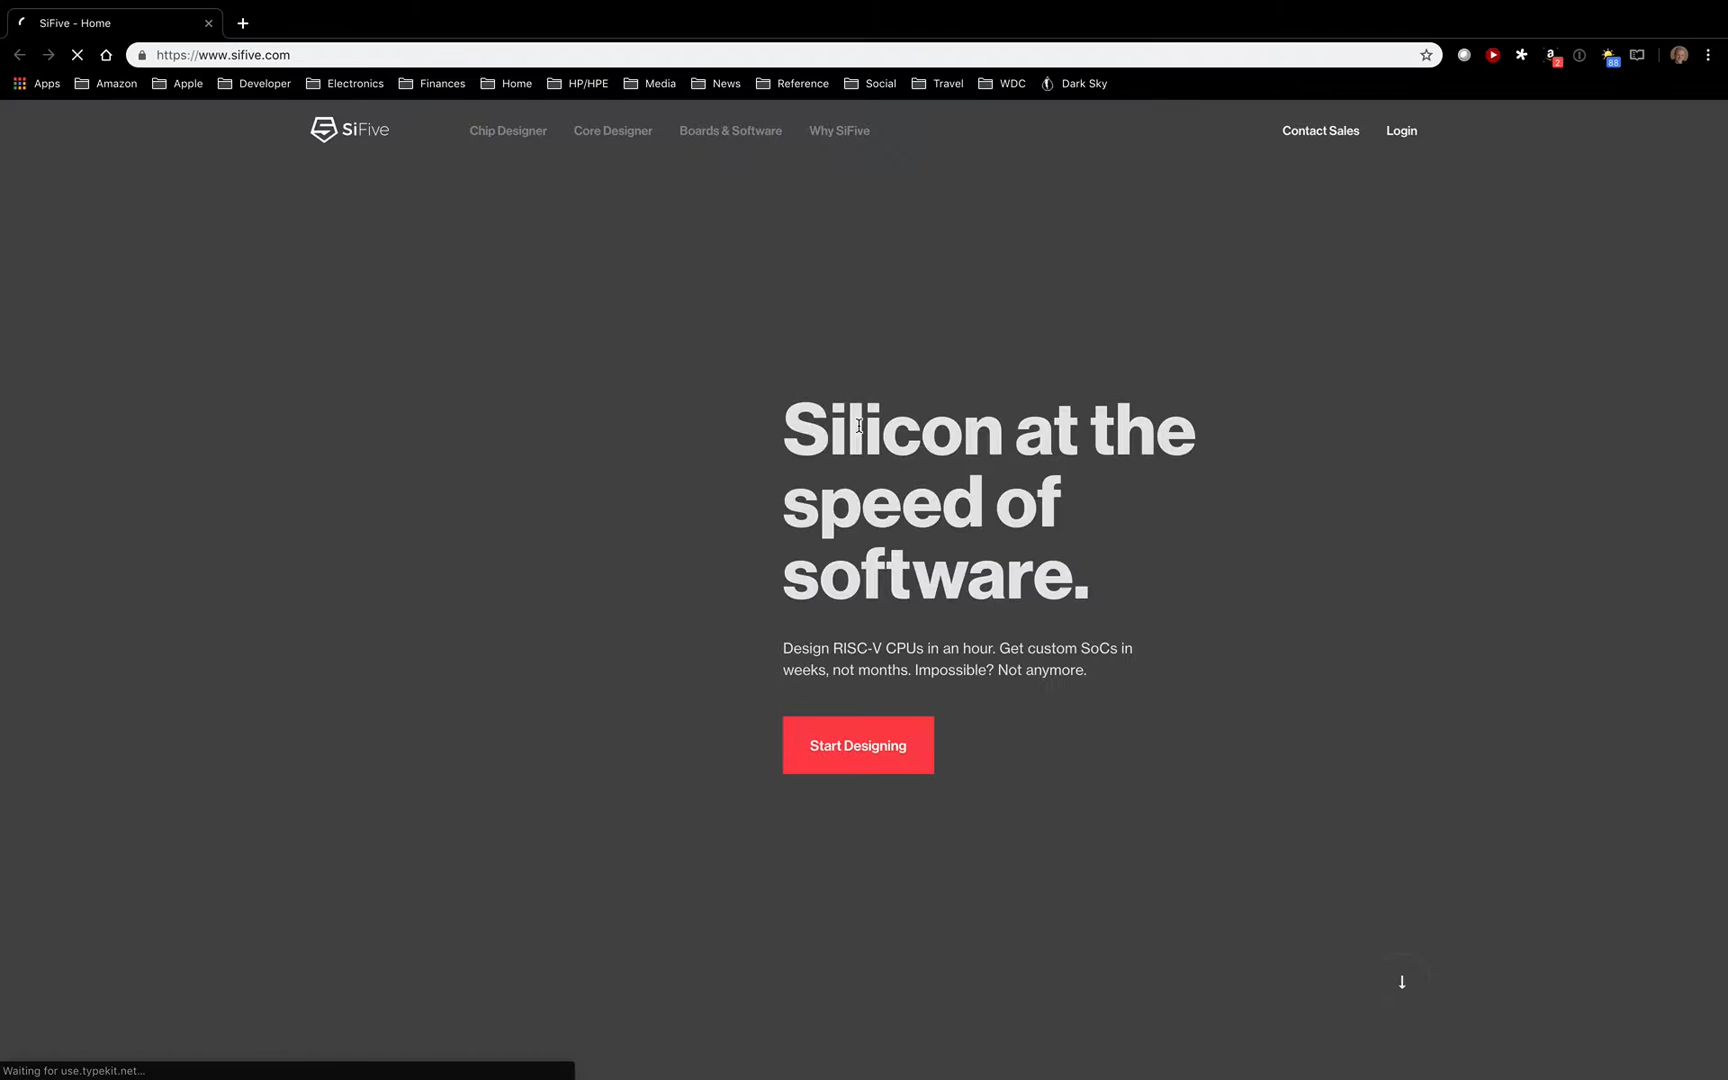 SiFive - Home
https://www.sifive.com
2
88
Apps Amazon Apple Developer Electronics Finances Home HP/HPE Media News Reference Social Travel WDC Dark Sky
SiFive Chip Designer Core Designer Boards & Software Why SiFive Contact Sales Login
Silicon at the
speed of
software.
Design RISC-V CPUs in an hour. Get custom SoCs in
weeks, not months. Impossible? Not anymore.
Start Designing
Waiting for use.typekit.net...